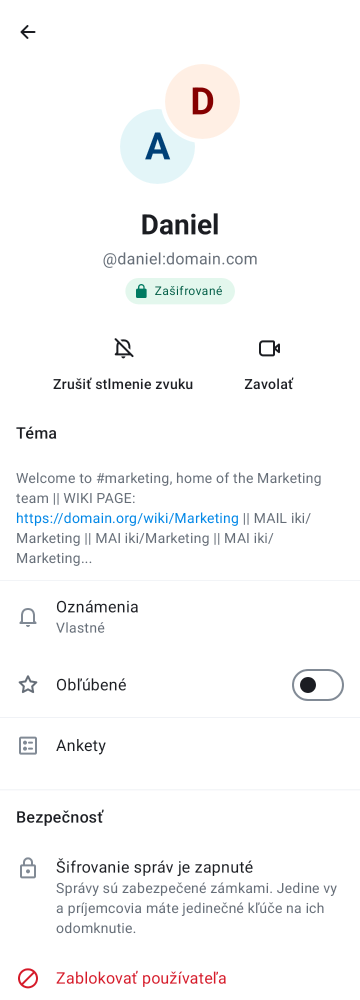 D
A
Daniel
@daniel:domain.com
Zašifrované
Zrušiť stlmenie zvuku
Zavolať
Téma
Welcome to #marketing, home of the Marketing
team || WIKI PAGE:
https://domain.org/wiki/Marketing || MAIL iki/
Marketing || MAI iki/Marketing || MAI iki/
Marketing...
Oznámenia
Vlastné
Obľúbené
Ankety
Bezpečnosť
Šifrovanie správ je zapnuté
Správy sú zabezpečené zámkami. Jedine vy
a príjemcovia máte jedinečné kľúče na ich
odomknutie.
Zablokovať používateľa